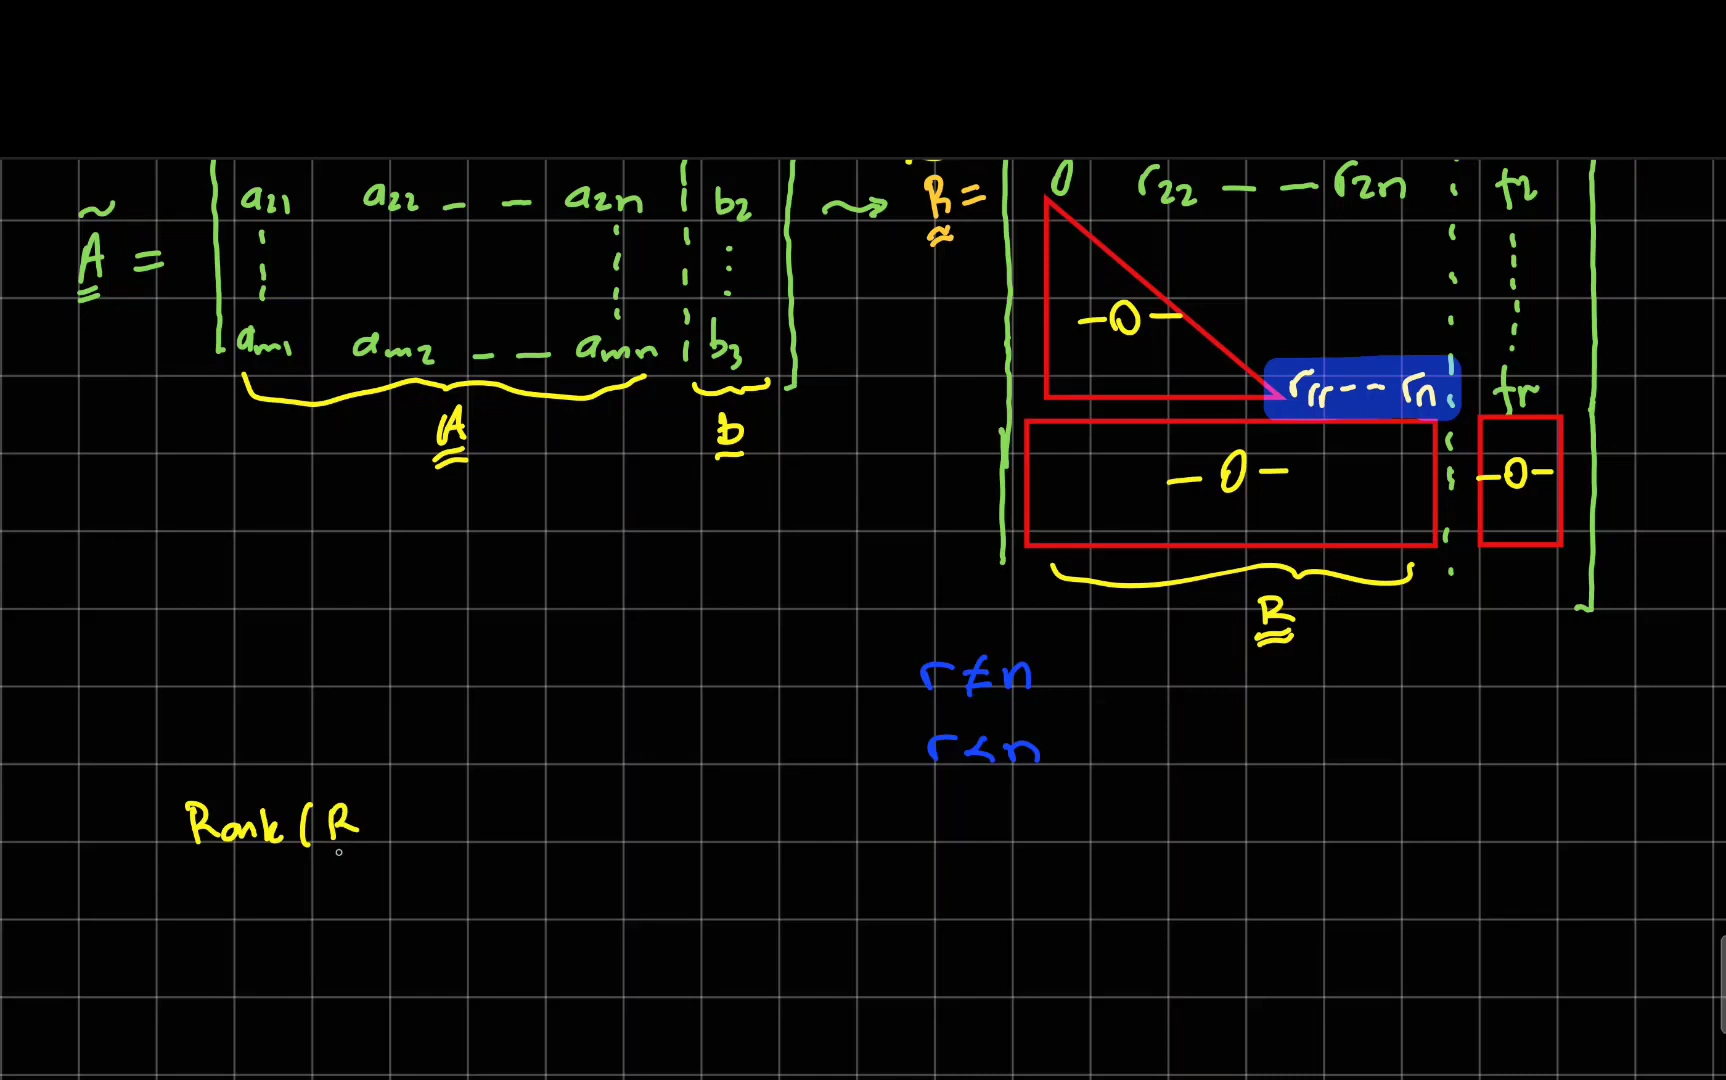 a21 a22 - - a2n b2 R = 0 r22 - - r2n f2
Ã =
am1 am2 - - amn b3
-0-
rrr - - - rn fr
A b
-0- -0-
R
r ≠ n
r < n
Rank ( R